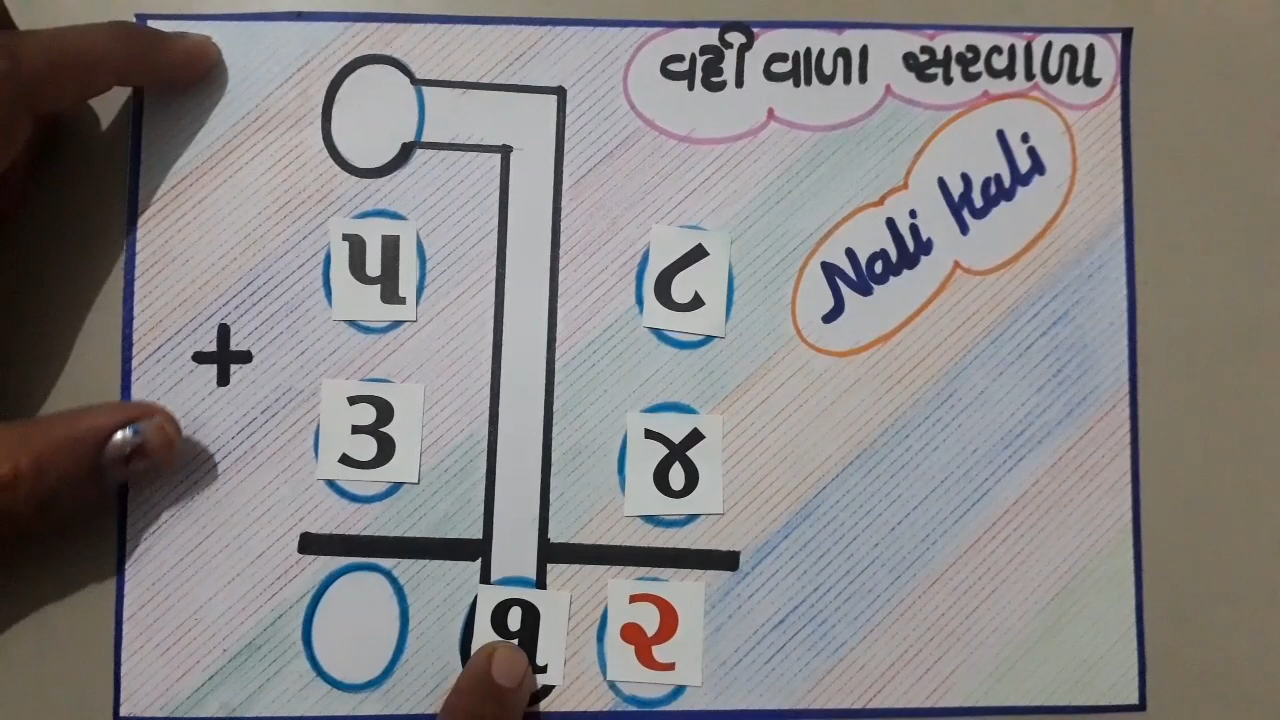 વદ્દી વાળા સરવાળા
Nali Kali
૫ ૮
+
૩ ૪
૧ ૨